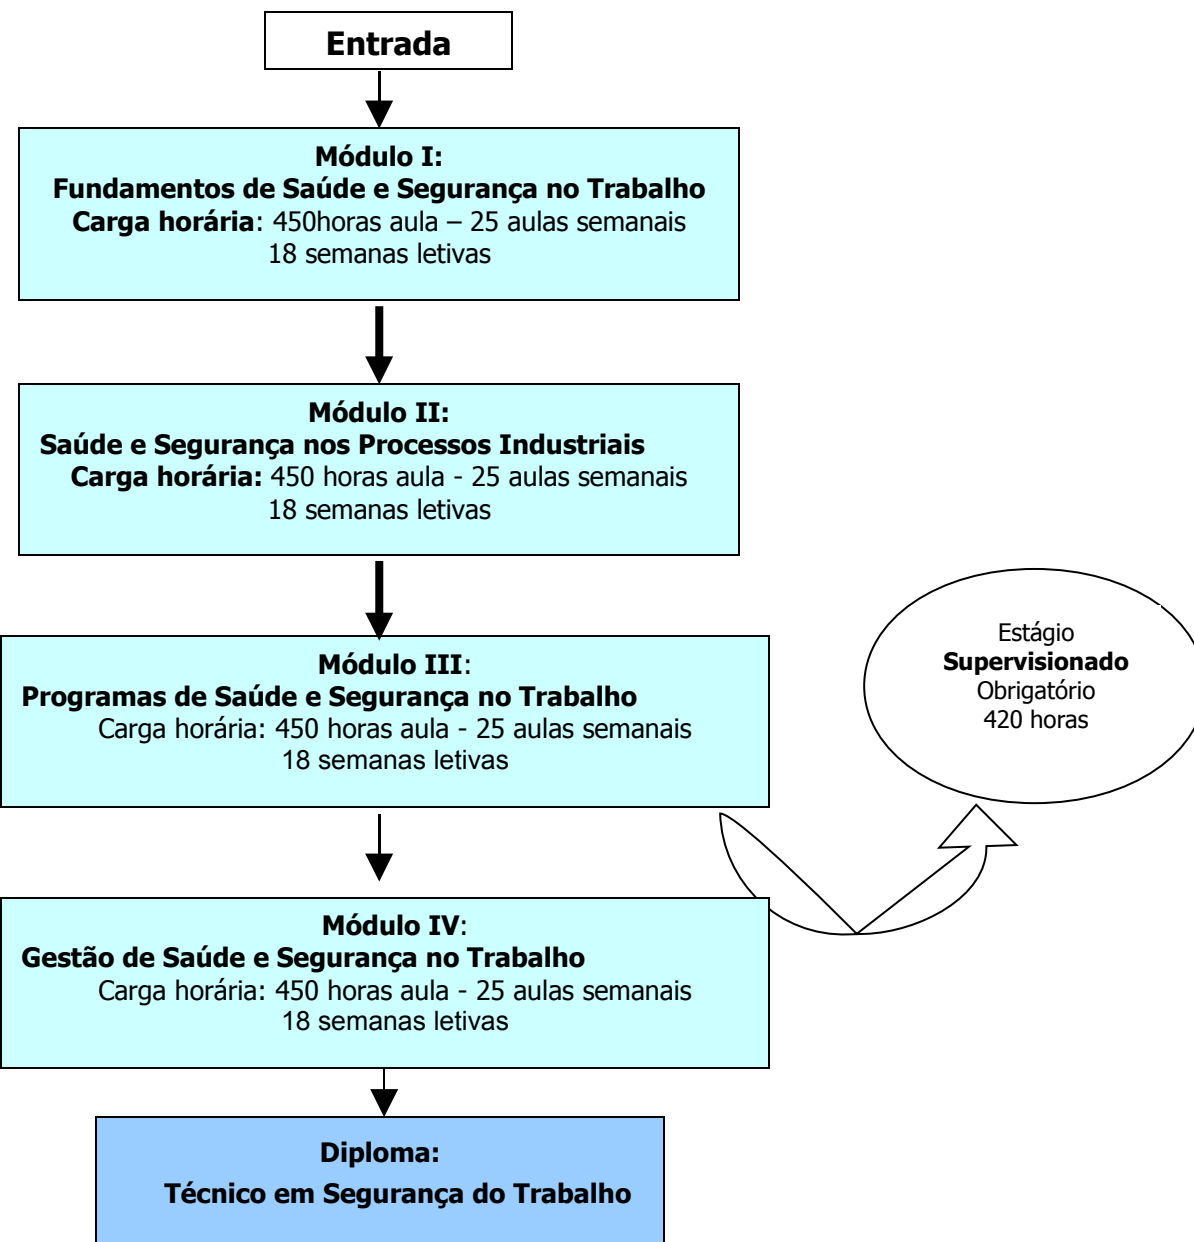 Entrada
Módulo I:
Fundamentos de Saúde e Segurança no Trabalho
Carga horária: 450horas aula – 25 aulas semanais
18 semanas letivas
Módulo II:
Saúde e Segurança nos Processos Industriais
Carga horária: 450 horas aula - 25 aulas semanais
18 semanas letivas
Módulo III:
Programas de Saúde e Segurança no Trabalho
Carga horária: 450 horas aula - 25 aulas semanais
18 semanas letivas
Estágio
Supervisionado
Obrigatório
420 horas
Módulo IV:
Gestão de Saúde e Segurança no Trabalho
Carga horária: 450 horas aula - 25 aulas semanais
18 semanas letivas
Diploma:
Técnico em Segurança do Trabalho